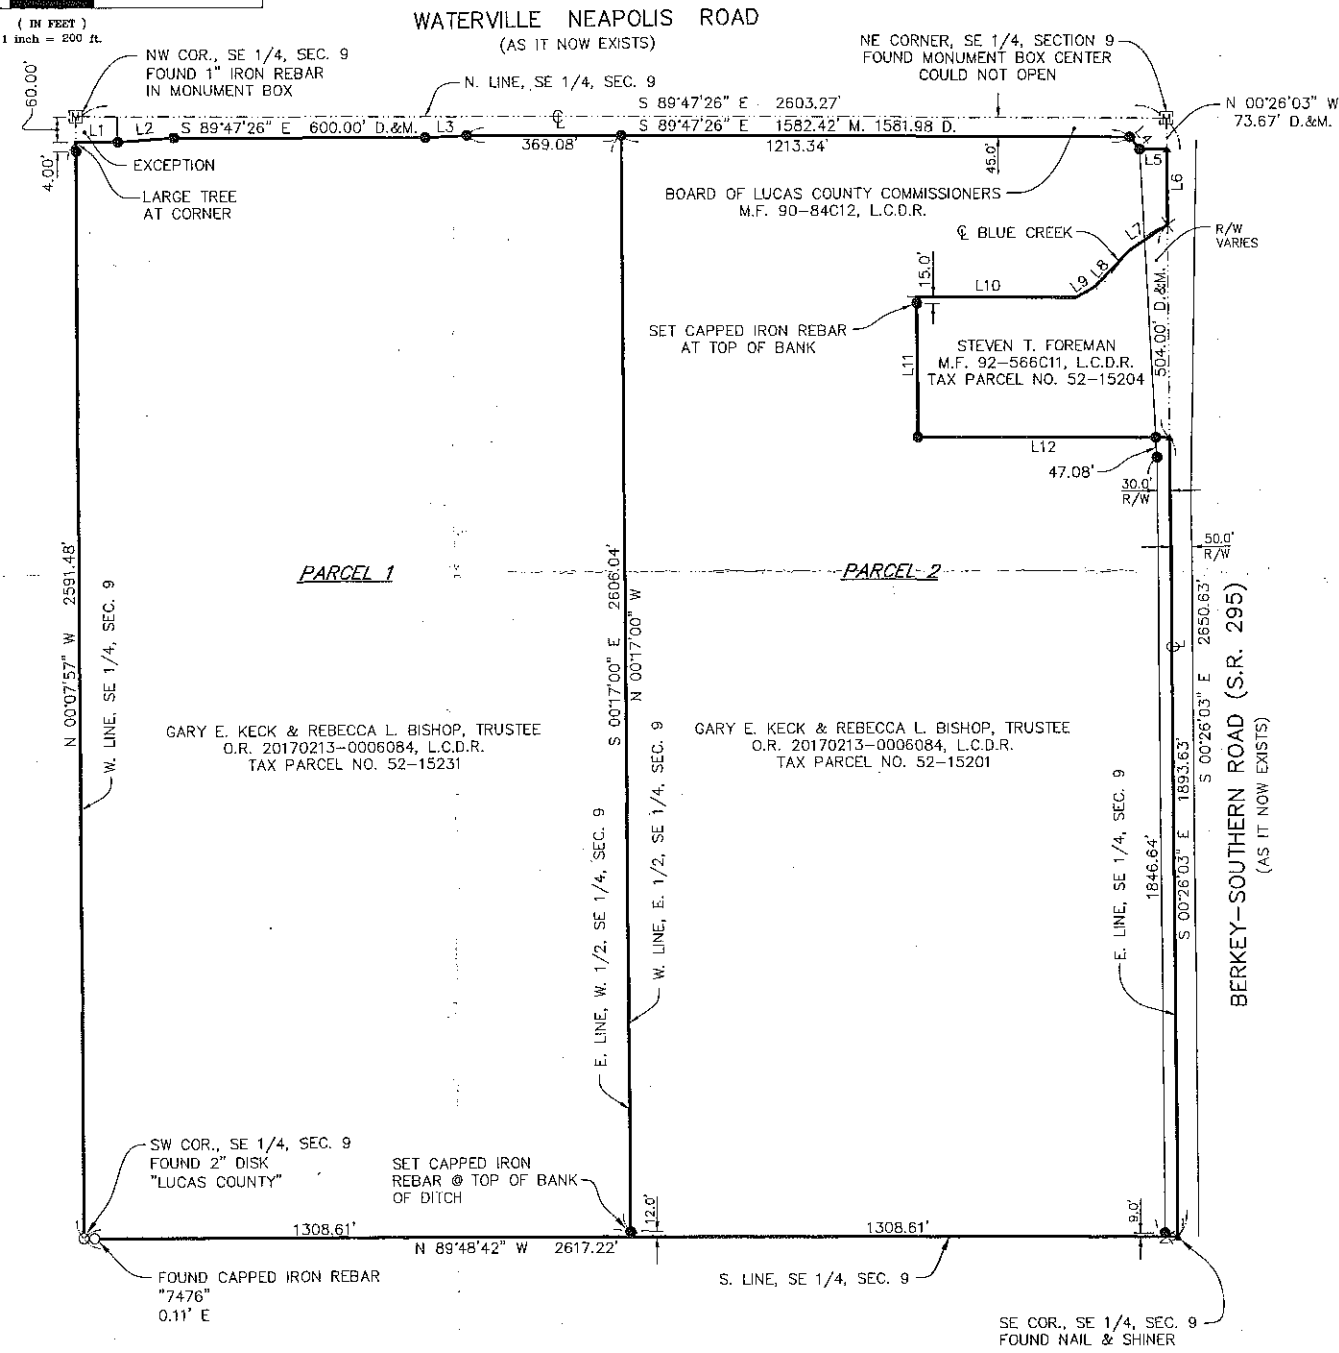 ( IN FEET )
1 inch = 200 ft.
WATERVILLE NEAPOLIS ROAD
(AS IT NOW EXISTS)
NW COR., SE 1/4, SEC. 9
FOUND 1" IRON REBAR
IN MONUMENT BOX
N. LINE, SE 1/4, SEC. 9
NE CORNER, SE 1/4, SECTION 9
FOUND MONUMENT BOX CENTER
COULD NOT OPEN
60.00'
M
S 89°47'26" E 2603.27'
M
N 00°26'03" W
73.67' D.&M.
L1
L2
S 89°47'26" E 600.00' D.&M.
L3
℄
S 89°47'26" E 1582.42' M. 1581.98 D.
369.08'
1213.34'
45.0'
L5
L6
4.00'
EXCEPTION
LARGE TREE
AT CORNER
BOARD OF LUCAS COUNTY COMMISSIONERS
M.F. 90-84C12, L.C.D.R.
℄ BLUE CREEK
L7
R/W
VARIES
L8
L9
L10
15.0'
504.00' D.&M.
SET CAPPED IRON REBAR
AT TOP OF BANK
STEVEN T. FOREMAN
M.F. 92-566C11, L.C.D.R.
TAX PARCEL NO. 52-15204
L11
L12
47.08'
30.0'
R/W
50.0'
R/W
PARCEL 1
PARCEL 2
N 00°07'57" W 2591.48'
W. LINE, SE 1/4, SEC. 9
S 00°17'00" E 2606.04'
N 00°17'00" W
GARY E. KECK & REBECCA L. BISHOP, TRUSTEE
O.R. 20170213-0006084, L.C.D.R.
TAX PARCEL NO. 52-15231
GARY E. KECK & REBECCA L. BISHOP, TRUSTEE
O.R. 20170213-0006084, L.C.D.R.
TAX PARCEL NO. 52-15201
E. LINE, W. 1/2, SE 1/4, SEC. 9
W. LINE, E. 1/2, SE 1/4, SEC. 9
E. LINE, SE 1/4, SEC. 9
1846.64'
S 00°26'03" E 1893.63'
S 00°26'03" E 2650.63'
℄
BERKEY-SOUTHERN ROAD (S.R. 295)
(AS IT NOW EXISTS)
SW COR., SE 1/4, SEC. 9
FOUND 2" DISK
"LUCAS COUNTY"
SET CAPPED IRON
REBAR @ TOP OF BANK
OF DITCH
12.0'
9.0'
1308.61'
1308.61'
N 89°48'42" W 2617.22'
FOUND CAPPED IRON REBAR
"7476"
0.11' E
S. LINE, SE 1/4, SEC. 9
SE COR., SE 1/4, SEC. 9
FOUND NAIL & SHINER